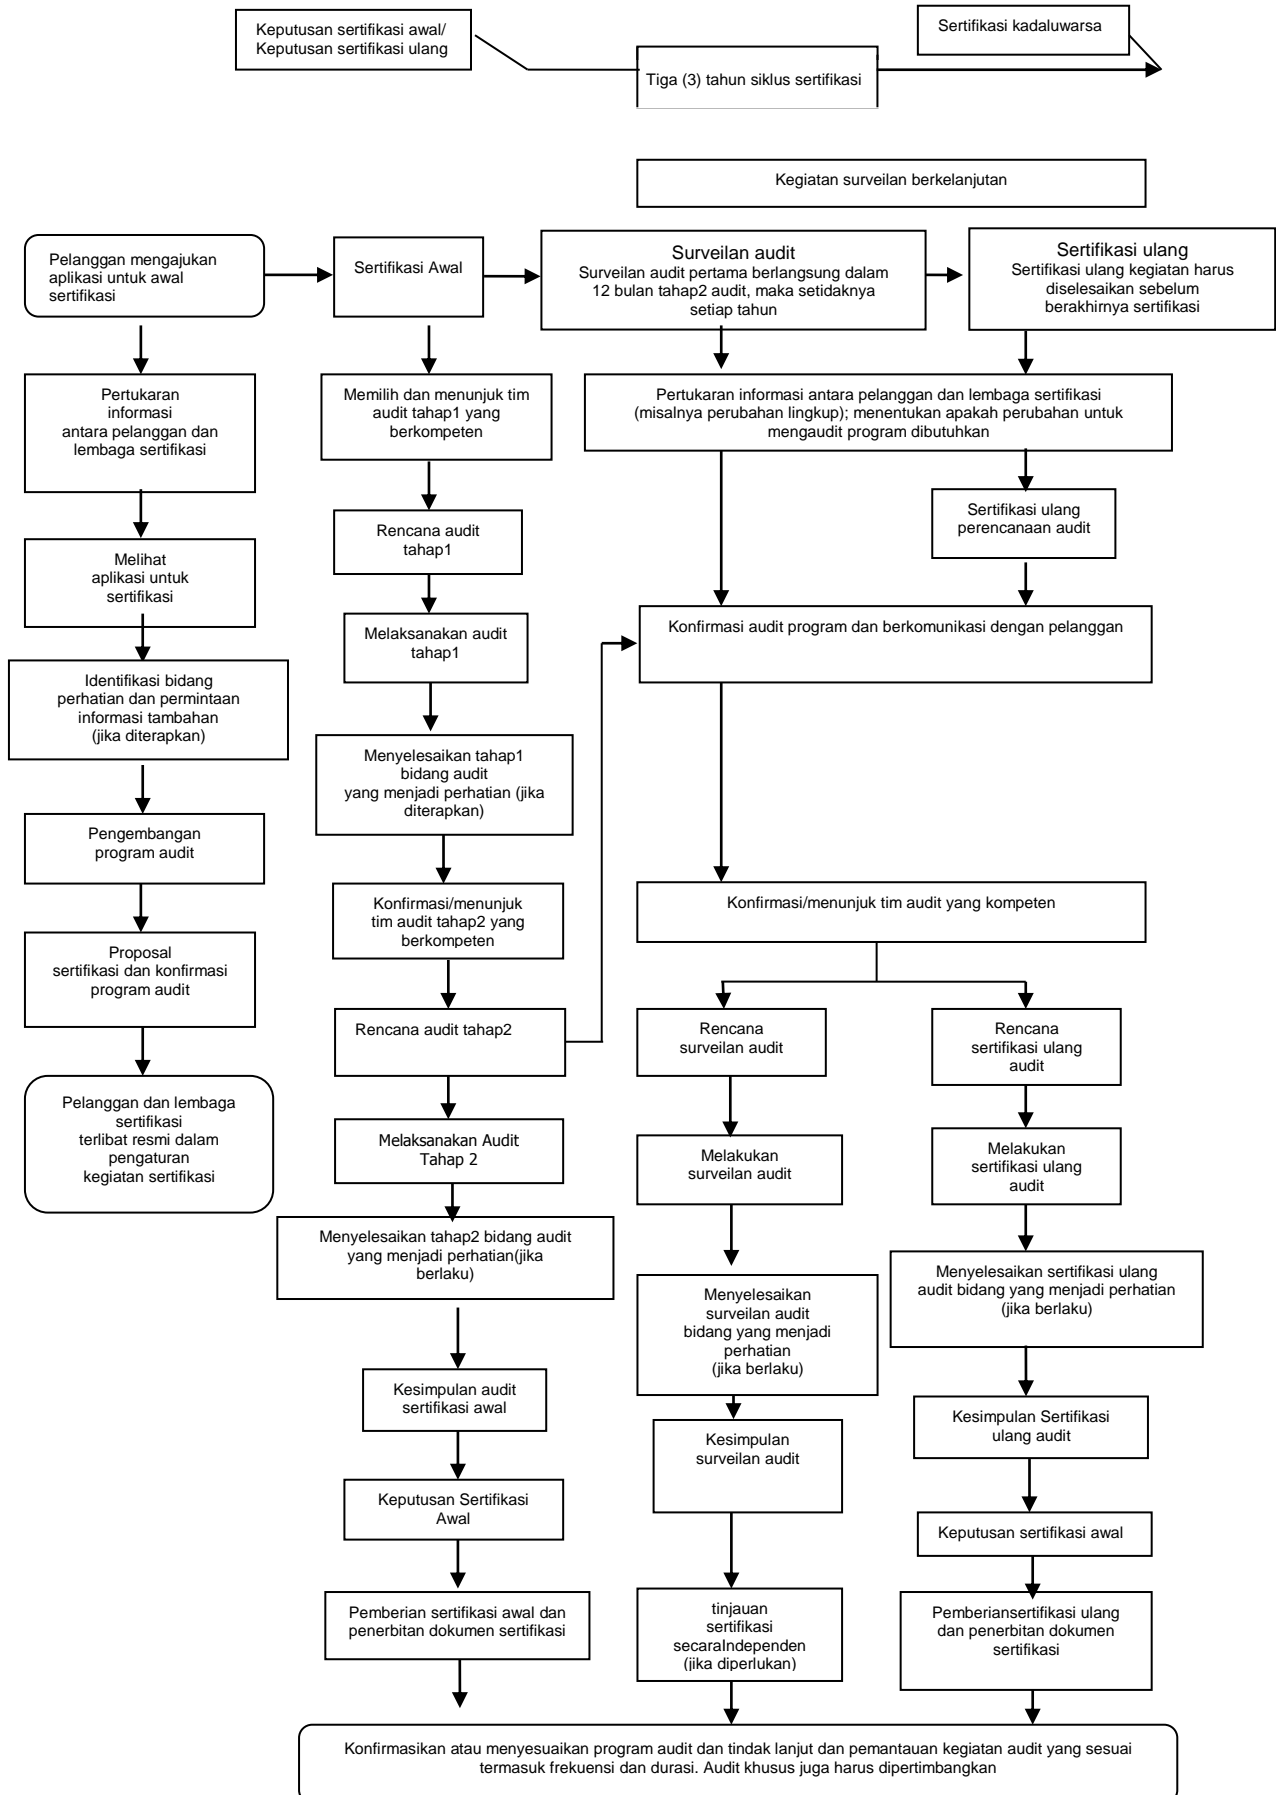 Keputusan sertifikasi awal/
Keputusan sertifikasi ulang
Sertifikasi kadaluwarsa
Tiga (3) tahun siklus sertifikasi
Kegiatan surveilan berkelanjutan
Pelanggan mengajukan
aplikasi untuk awal
sertifikasi
Sertifikasi Awal
Surveilan audit
Surveilan audit pertama berlangsung dalam
12 bulan tahap2 audit, maka setidaknya
setiap tahun
Sertifikasi ulang
Sertifikasi ulang kegiatan harus
diselesaikan sebelum
berakhirnya sertifikasi
Pertukaran
informasi
antara pelanggan dan
lembaga sertifikasi
Memilih dan menunjuk tim
audit tahap1 yang
berkompeten
Pertukaran informasi antara pelanggan dan lembaga sertifikasi
(misalnya perubahan lingkup); menentukan apakah perubahan untuk
mengaudit program dibutuhkan
Rencana audit
tahap1
Sertifikasi ulang
perencanaan audit
Melihat
aplikasi untuk
sertifikasi
Melaksanakan audit
tahap1
Konfirmasi audit program dan berkomunikasi dengan pelanggan
Identifikasi bidang
perhatian dan permintaan
informasi tambahan
(jika diterapkan)
Menyelesaikan tahap1
bidang audit
yang menjadi perhatian (jika
diterapkan)
Pengembangan
program audit
Konfirmasi/menunjuk
tim audit tahap2 yang
berkompeten
Konfirmasi/menunjuk tim audit yang kompeten
Proposal
sertifikasi dan konfirmasi
program audit
Rencana audit tahap2
Rencana
surveilan audit
Rencana
sertifikasi ulang
audit
Pelanggan dan lembaga
sertifikasi
terlibat resmi dalam
pengaturan
kegiatan sertifikasi
Melaksanakan Audit
Tahap 2
Melakukan
surveilan audit
Melakukan
sertifikasi ulang
audit
Menyelesaikan tahap2 bidang audit
yang menjadi perhatian(jika
berlaku)
Menyelesaikan
surveilan audit
bidang yang menjadi
perhatian
(jika berlaku)
Menyelesaikan sertifikasi ulang
audit bidang yang menjadi perhatian
(jika berlaku)
Kesimpulan audit
sertifikasi awal
Kesimpulan
surveilan audit
Kesimpulan Sertifikasi
ulang audit
Keputusan Sertifikasi
Awal
Keputusan sertifikasi awal
Pemberian sertifikasi awal dan
penerbitan dokumen sertifikasi
tinjauan
sertifikasi
secaraIndependen
(jika diperlukan)
Pemberiansertifikasi ulang
dan penerbitan dokumen
sertifikasi
Konfirmasikan atau menyesuaikan program audit dan tindak lanjut dan pemantauan kegiatan audit yang sesuai
termasuk frekuensi dan durasi. Audit khusus juga harus dipertimbangkan